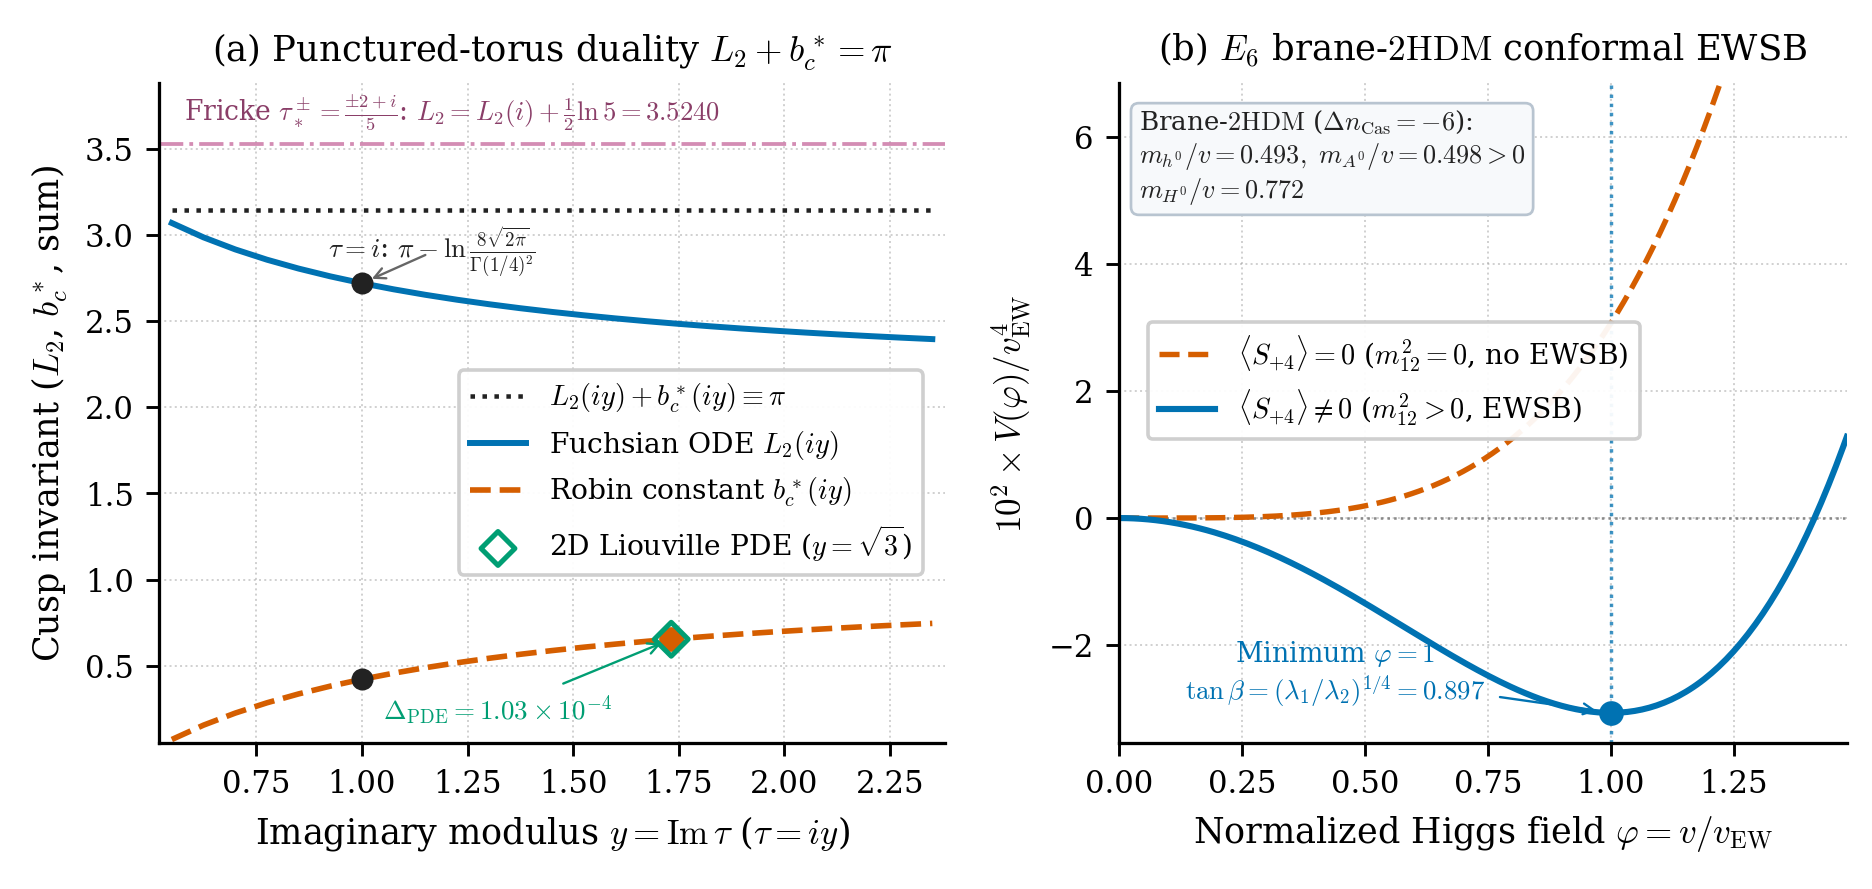 (a) Punctured-torus duality L₂ + b_c^* = π
Fricke τ_*^± = (±2+i)/5: L₂ = L₂(i) + ½ ln 5 = 3.5240
τ = i: π − ln 8√(2π)/Γ(1/4)²
L₂(iy) + b_c^*(iy) ≡ π
Fuchsian ODE L₂(iy)
Robin constant b_c^*(iy)
2D Liouville PDE (y = √3)
Δ_PDE = 1.03 × 10⁻⁴
Cusp invariant (L₂, b_c^*, sum)
3.5
3.0
2.5
2.0
1.5
1.0
0.5
0.75 1.00 1.25 1.50 1.75 2.00 2.25
Imaginary modulus y = Im τ (τ = iy)
(b) E₆ brane-2HDM conformal EWSB
Brane-2HDM (Δn_Cas = −6):
m_{h⁰}/v = 0.493, m_{A⁰}/v = 0.498 > 0
m_{H⁰}/v = 0.772
⟨S₊₄⟩ = 0 (m₁₂² = 0, no EWSB)
⟨S₊₄⟩ ≠ 0 (m₁₂² > 0, EWSB)
Minimum φ = 1
tan β = (λ₁/λ₂)^{1/4} = 0.897
10² × V(φ)/v_EW⁴
6
4
2
0
−2
0.00 0.25 0.50 0.75 1.00 1.25
Normalized Higgs field φ = v/v_EW